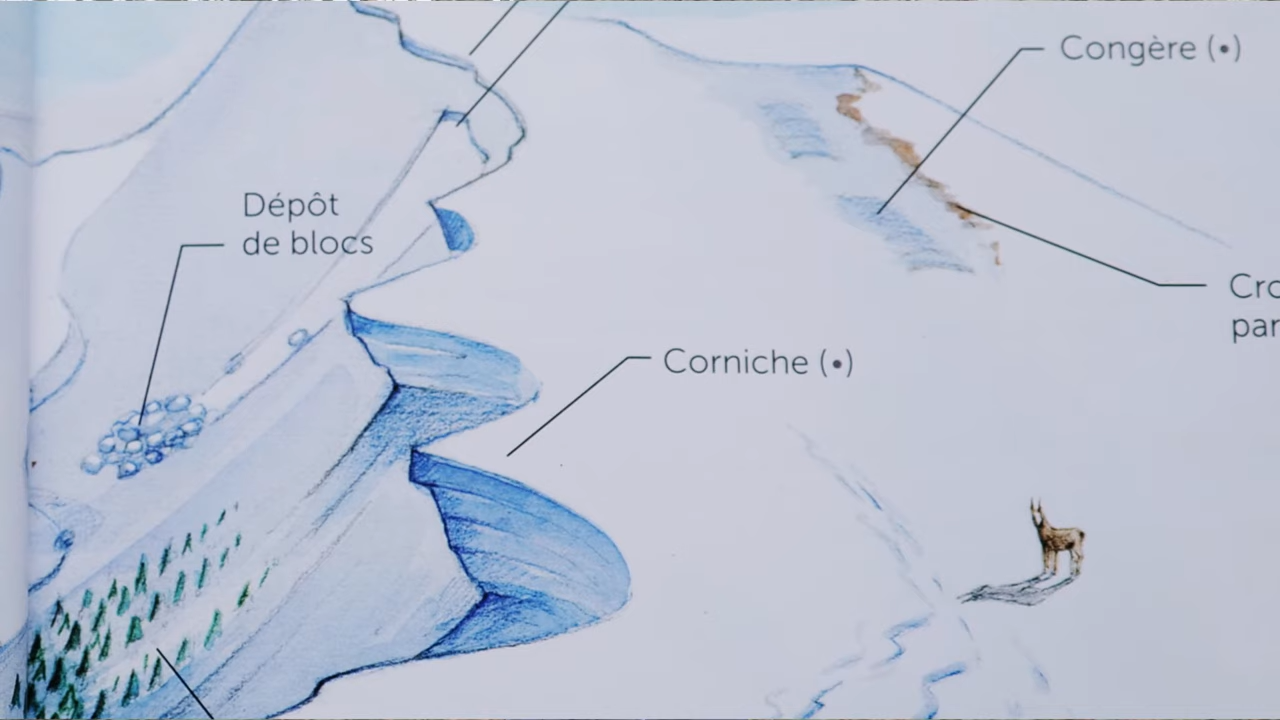 Congère (•)
Dépôt
de blocs
Corniche (•)